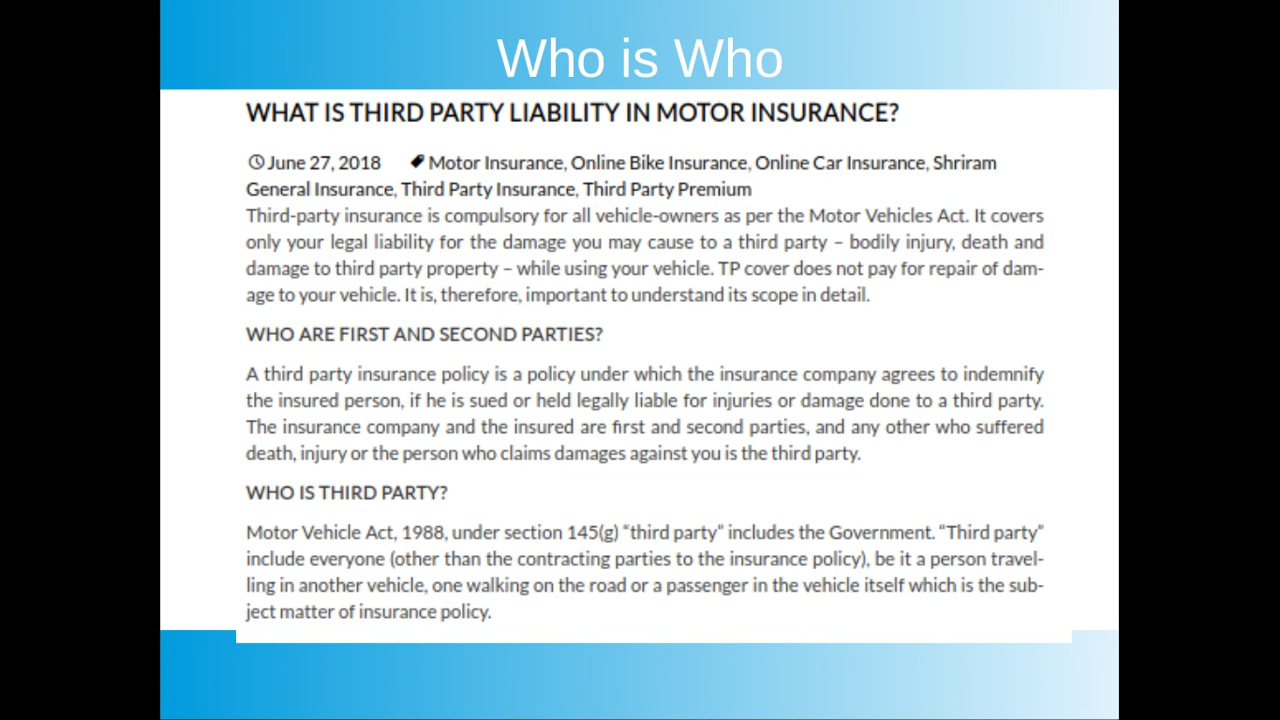 Who is Who
WHAT IS THIRD PARTY LIABILITY IN MOTOR INSURANCE?
June 27, 2018 Motor Insurance, Online Bike Insurance, Online Car Insurance, Shriram
General Insurance, Third Party Insurance, Third Party Premium
Third-party insurance is compulsory for all vehicle-owners as per the Motor Vehicles Act. It covers
only your legal liability for the damage you may cause to a third party – bodily injury, death and
damage to third party property – while using your vehicle. TP cover does not pay for repair of dam-
age to your vehicle. It is, therefore, important to understand its scope in detail.
WHO ARE FIRST AND SECOND PARTIES?
A third party insurance policy is a policy under which the insurance company agrees to indemnify
the insured person, if he is sued or held legally liable for injuries or damage done to a third party.
The insurance company and the insured are first and second parties, and any other who suffered
death, injury or the person who claims damages against you is the third party.
WHO IS THIRD PARTY?
Motor Vehicle Act, 1988, under section 145(g) “third party” includes the Government. “Third party”
include everyone (other than the contracting parties to the insurance policy), be it a person travel-
ling in another vehicle, one walking on the road or a passenger in the vehicle itself which is the sub-
ject matter of insurance policy.